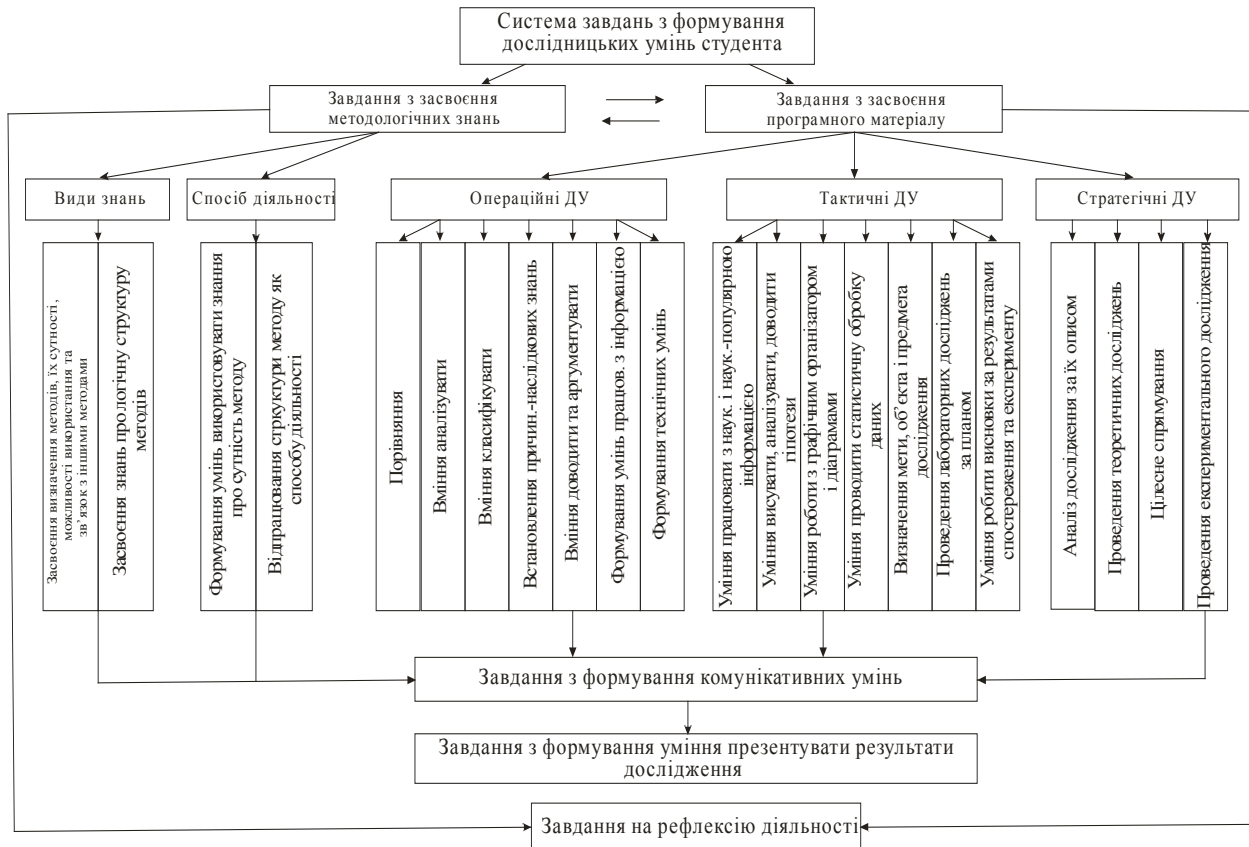 Система завдань з формування
дослідницьких умінь студента
Завдання з засвоєння
методологічних знань
Завдання з засвоєння
програмного матеріалу
Види знань
Спосіб діяльності
Операційні ДУ
Тактичні ДУ
Стратегічні ДУ
Засвоєння визначення методів, їх сутності,
можливості використання та
зв’язок з іншими методами
Засвоєння знань про логічну структуру
методів
Формування умінь використовувати знання
про сутність методу
Відпрацювання стркуктури методу як
способу діяльності
Порівняння
Вміння аналізувати
Вміння класифікувати
Встановлення причин.-наслідкових знань
Вміння доводити та аргументувати
Формування умінь працюв. з інформацією
Формування технічних умінь
Уміння працювати з наук. і наук.-популярною
інформацією
Уміння висувати, аналізувати, доводити
гіпотези
Уміння роботи з графічним організатором
і діаграмами
Уміння проводити статистичну обробку
даних
Визначення мети, об’єкта і предмета
дослідження
Проведення лабораторних досліджень
за планом
Уміння робити висновки за результатами
спостереження та експерименту
Аналіз дослідження за їх описом
Проведення теоретичних досліджень
Цілесне спрямування
Проведення експериментального дослідження
Завдання з формування комунікативних умінь
Завдання з формування уміння презентувати результати
дослідження
Завдання на рефлексію діяльності